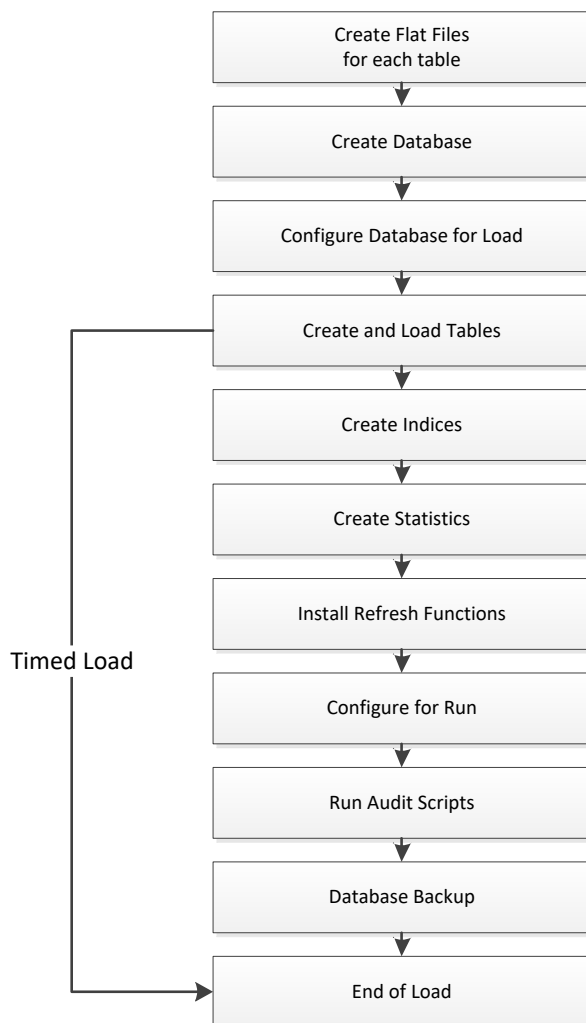 Create Flat Files
for each table
Create Database
Configure Database for Load
Create and Load Tables
Create Indices
Create Statistics
Install Refresh Functions
Timed Load
Configure for Run
Run Audit Scripts
Database Backup
End of Load